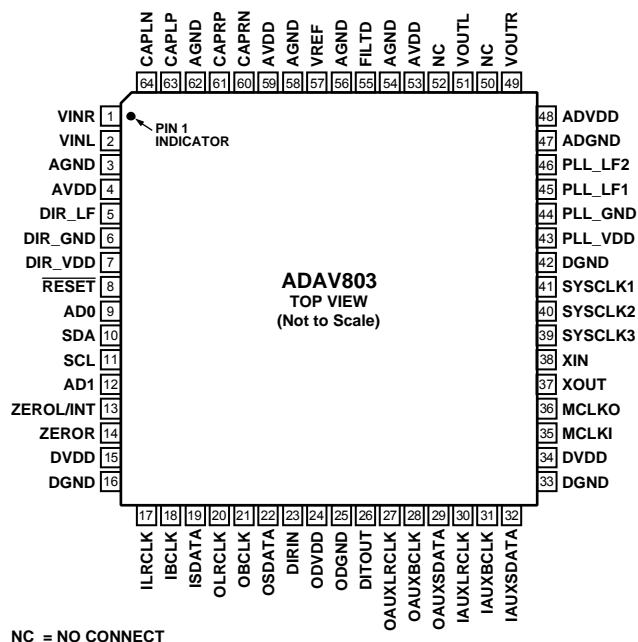 CAPLN
CAPLP
AGND
CAPRP
CAPRN
AVDD
AGND
VREF
AGND
FILTD
AGND
AVDD
NC
VOUTL
NC
VOUTR
64 63 62 61 60 59 58 57 56 55 54 53 52 51 50 49
VINR 1
VINL 2
AGND 3
AVDD 4
DIR_LF 5
DIR_GND 6
DIR_VDD 7
RESET 8
AD0 9
SDA 10
SCL 11
AD1 12
ZEROL/INT 13
ZEROR 14
DVDD 15
DGND 16
PIN 1
INDICATOR
ADAV803
TOP VIEW
(Not to Scale)
48 ADVDD
47 ADGND
46 PLL_LF2
45 PLL_LF1
44 PLL_GND
43 PLL_VDD
42 DGND
41 SYSCLK1
40 SYSCLK2
39 SYSCLK3
38 XIN
37 XOUT
36 MCLKO
35 MCLKI
34 DVDD
33 DGND
17 18 19 20 21 22 23 24 25 26 27 28 29 30 31 32
ILRCLK
IBCLK
ISDATA
OLRCLK
OBCLK
OSDATA
DIRIN
ODVDD
ODGND
DITOUT
OAUXLRCLK
OAUXBCLK
OAUXSDATA
IAUXLRCLK
IAUXBCLK
IAUXSDATA
NC = NO CONNECT